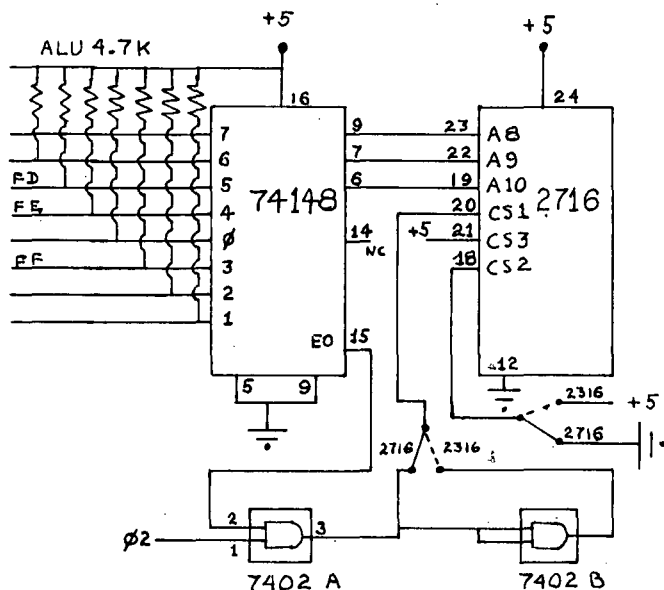 +5
+5
ALU 4.7K
16
24
7
9
23
A8
6
7
22
A9
FD
5
6
19
A10
74148
2716
FE
4
20
CS1
Ø
14
NC
+5
21
CS3
FF
3
18
CS2
2
1
EO
15
12
5
9
2316
+5
2716
2716
2316
2
3
Ø2
1
7402 A
7402 B